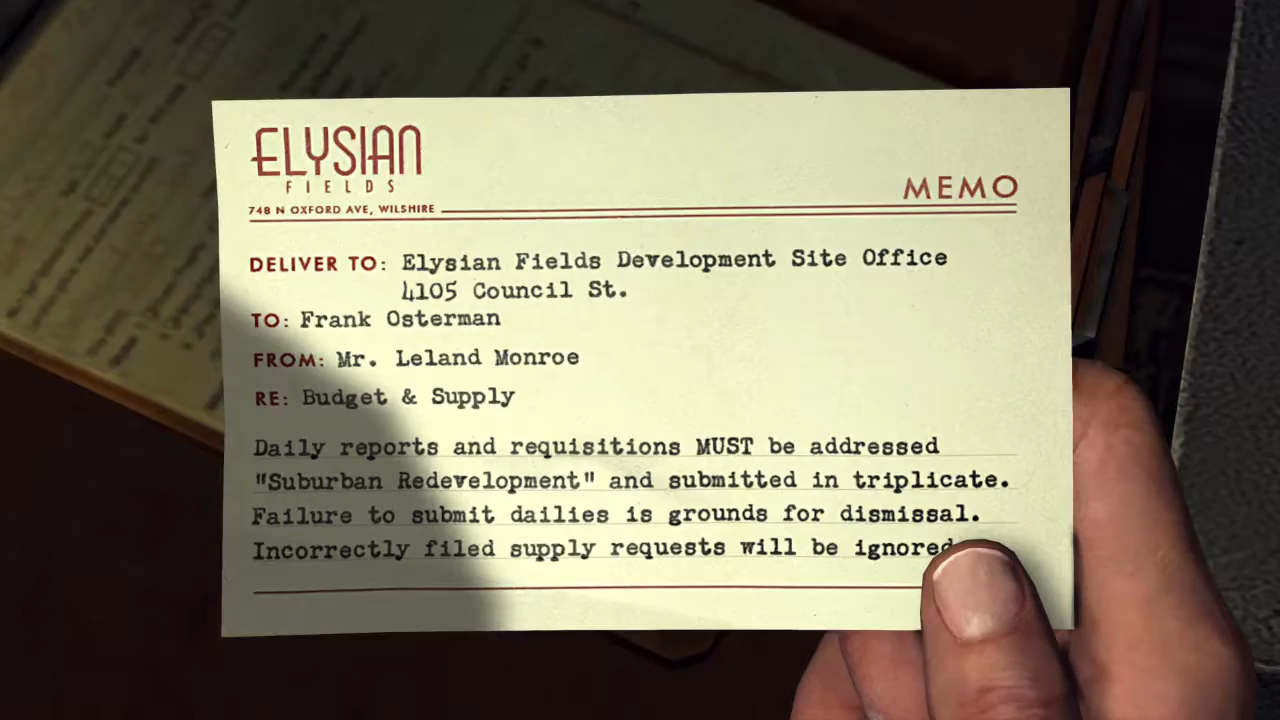 ELYSIAN
FIELDS
748 N OXFORD AVE, WILSHIRE
MEMO
DELIVER TO: Elysian Fields Development Site Office
4105 Council St.
TO: Frank Osterman
FROM: Mr. Leland Monroe
RE: Budget & Supply
Daily reports and requisitions MUST be addressed
"Suburban Redevelopment" and submitted in triplicate.
Failure to submit dailies is grounds for dismissal.
Incorrectly filed supply requests will be ignored